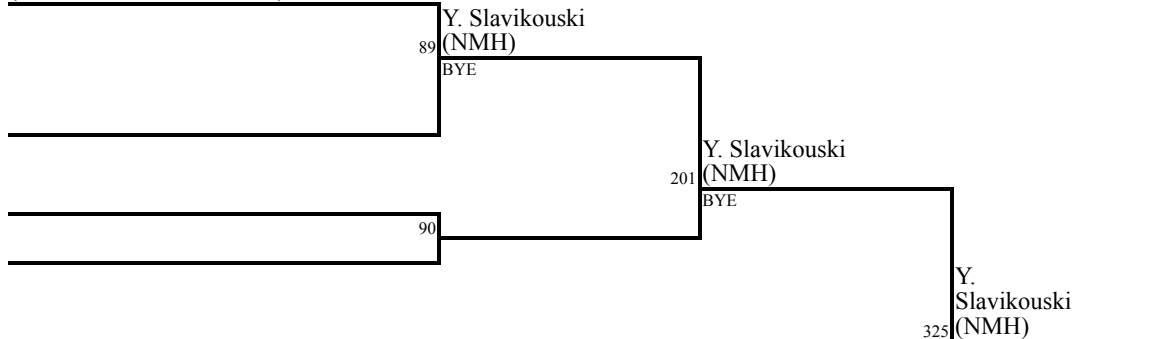 Y. Slavikouski
89 (NMH)
BYE
Y. Slavikouski
201 (NMH)
BYE
90
Y.
Slavikouski
325 (NMH)